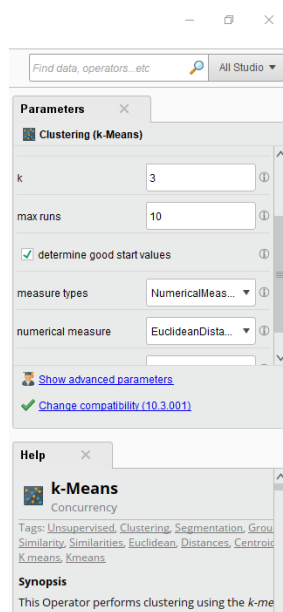 Find data, operators...etc
All Studio
Parameters
Clustering (k-Means)
k
3
max runs
10
determine good start values
measure types
NumericalMeas...
numerical measure
EuclideanDista...
Show advanced parameters
Change compatibility (10.3.001)
Help
k-Means
Concurrency
Tags: Unsupervised, Clustering, Segmentation, Grou
Similarity, Similarities, Euclidean, Distances, Centroid
K means, Kmeans
Synopsis
This Operator performs clustering using the k-me